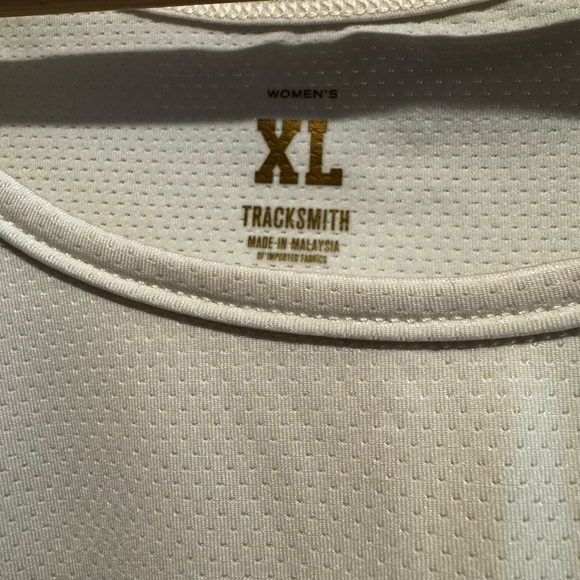 WOMEN'S
XL
TRACKSMITH
MADE-IN-MALAYSIA
OF IMPORTED FABRICS